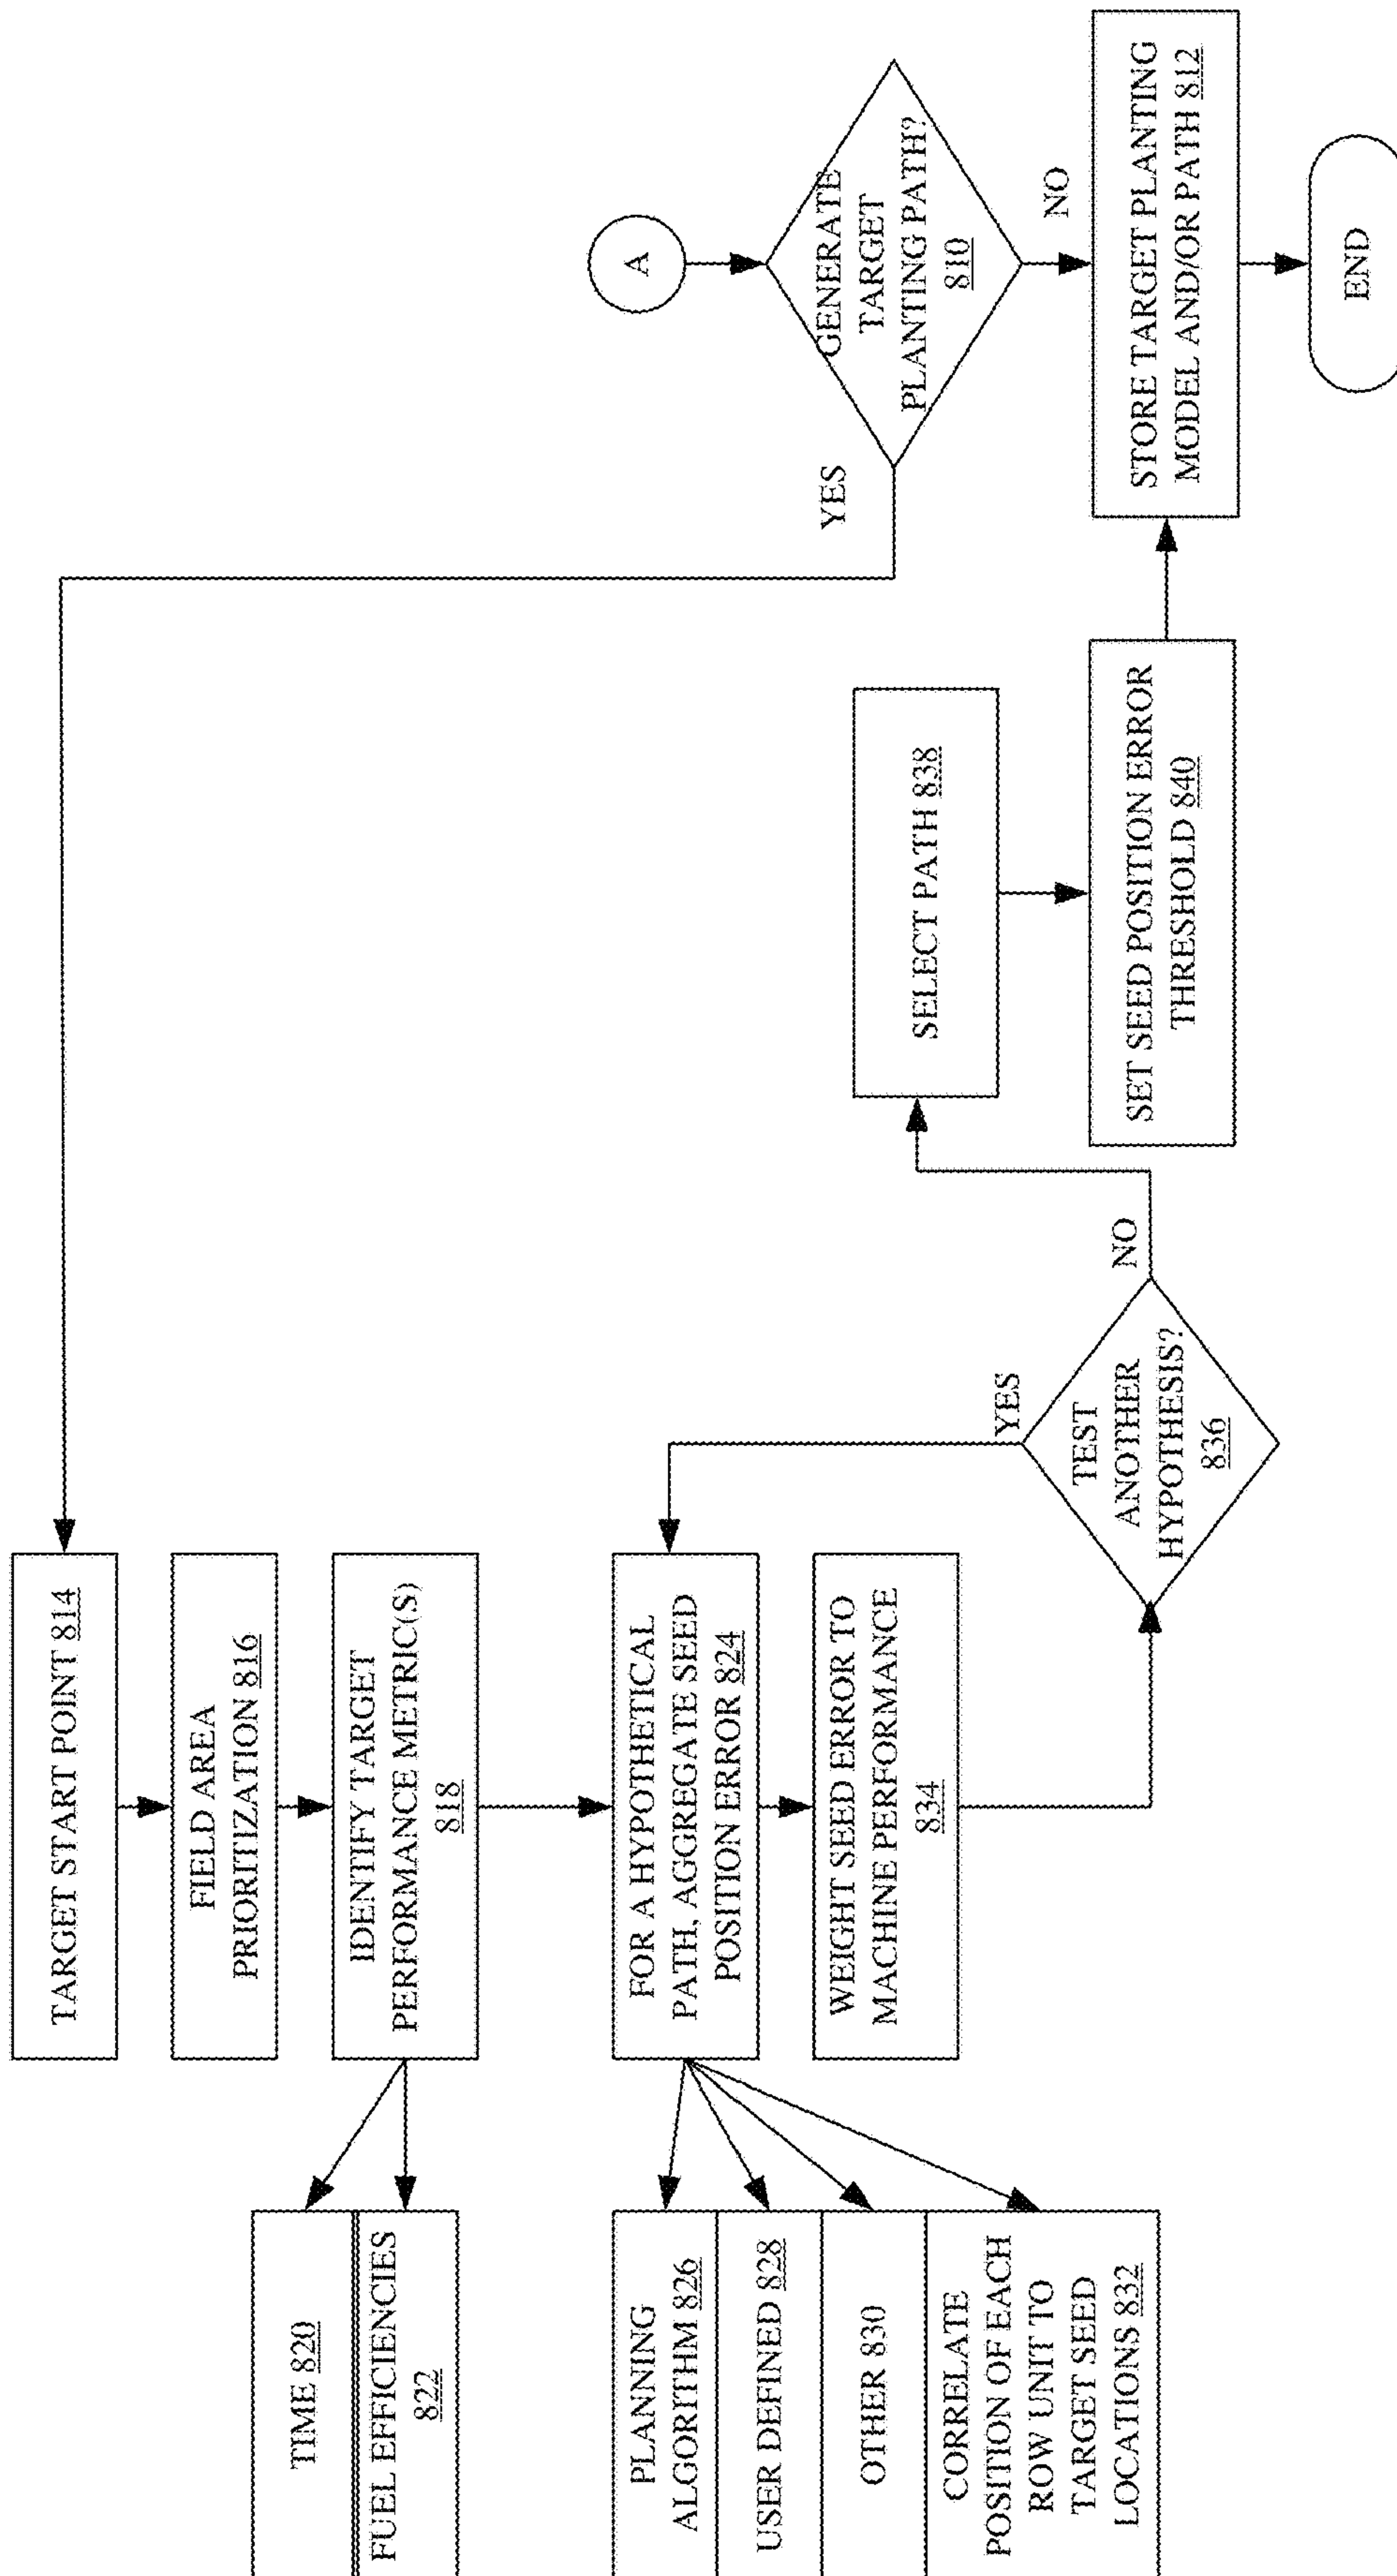 A
GENERATE
TARGET
PLANTING PATH?
810
YES
NO
STORE TARGET PLANTING
MODEL AND/OR PATH 812
END
TARGET START POINT 814
FIELD AREA
PRIORITIZATION 816
IDENTIFY TARGET
PERFORMANCE METRIC(S)
818
TIME 820
FUEL EFFICIENCIES
822
FOR A HYPOTHETICAL
PATH, AGGREGATE SEED
POSITION ERROR 824
PLANNING
ALGORITHM 826
USER DEFINED 828
OTHER 830
CORRELATE
POSITION OF EACH
ROW UNIT TO
TARGET SEED
LOCATIONS 832
WEIGHT SEED ERROR TO
MACHINE PERFORMANCE
834
TEST
ANOTHER
HYPOTHESIS?
836
YES
NO
SELECT PATH 838
SET SEED POSITION ERROR
THRESHOLD 840